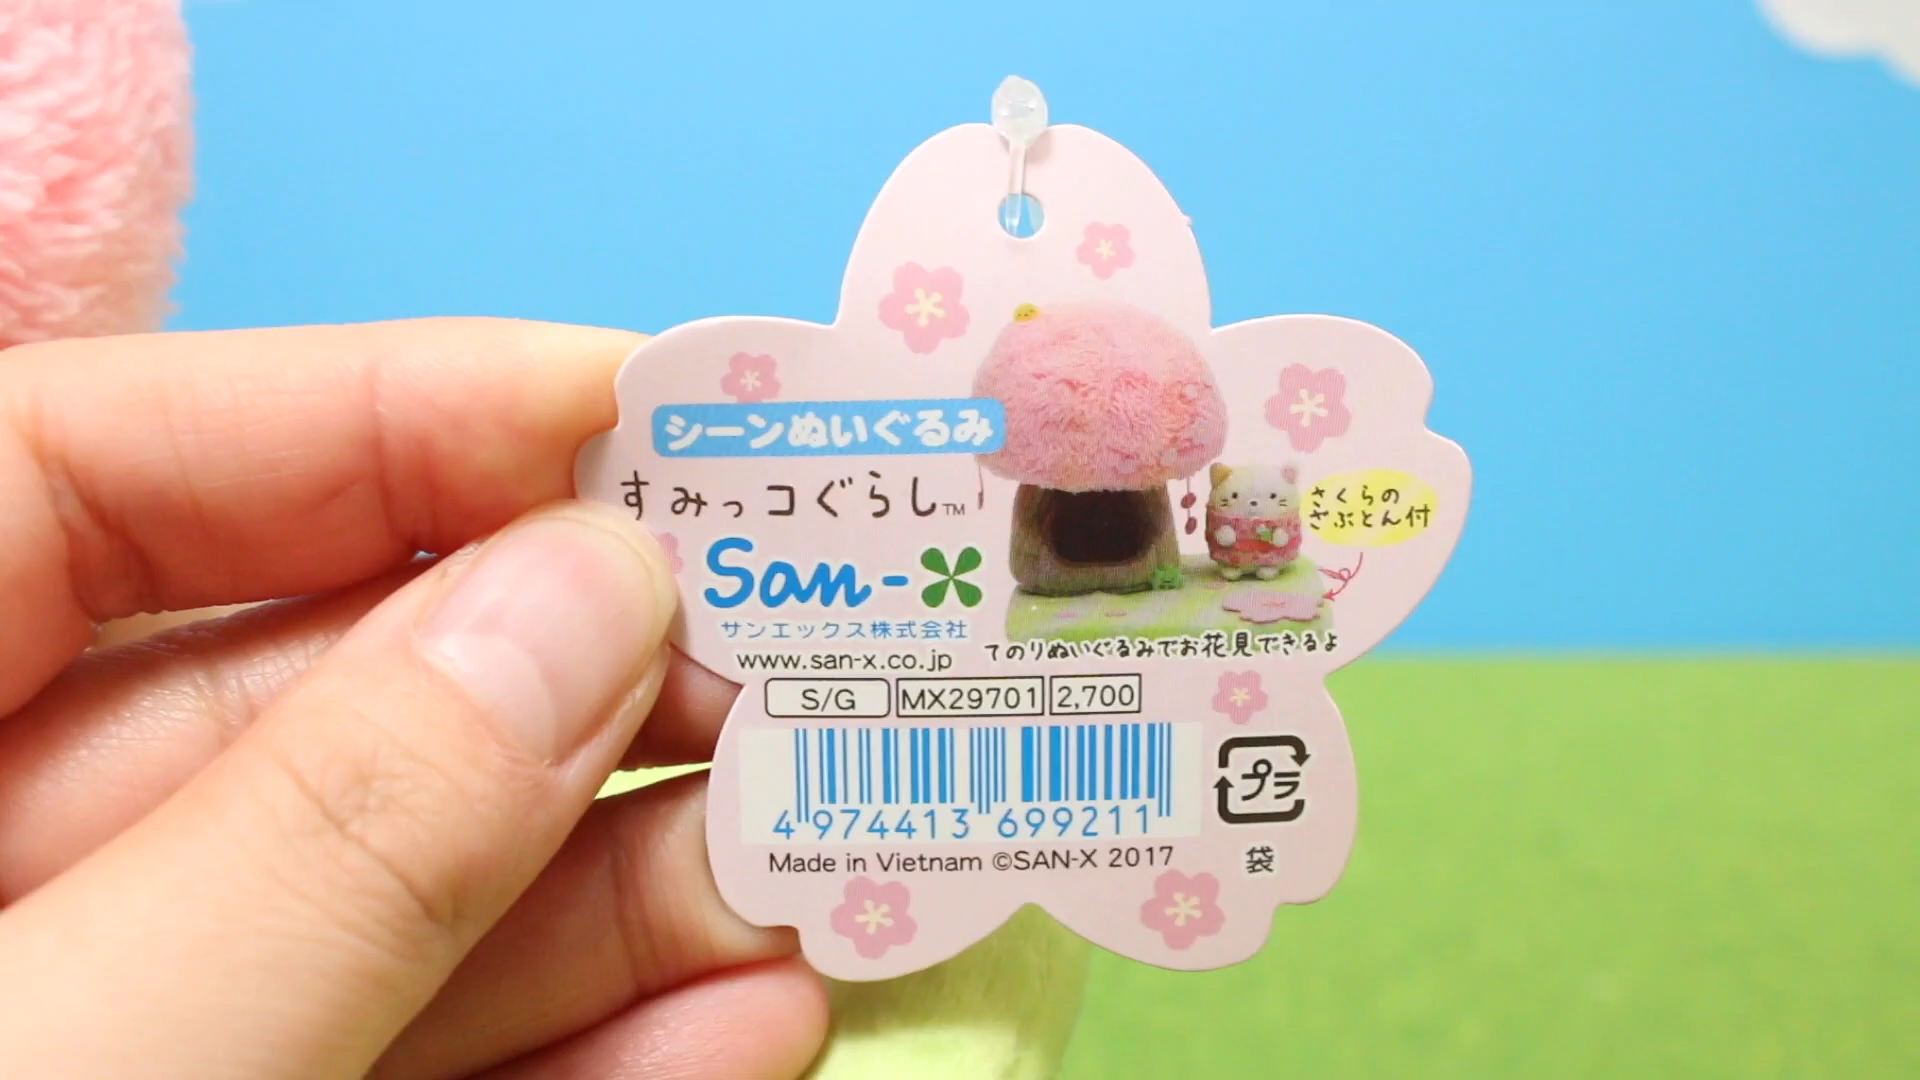 シーンぬいぐるみ
すみっコぐらし™
San-X
サンエックス株式会社
www.san-x.co.jp
さくらの
ざぶとん付
てのりぬいぐるみでお花見できるよ
S/G MX29701 2,700
4 974413 699211
Made in Vietnam ©SAN-X 2017
プラ
袋